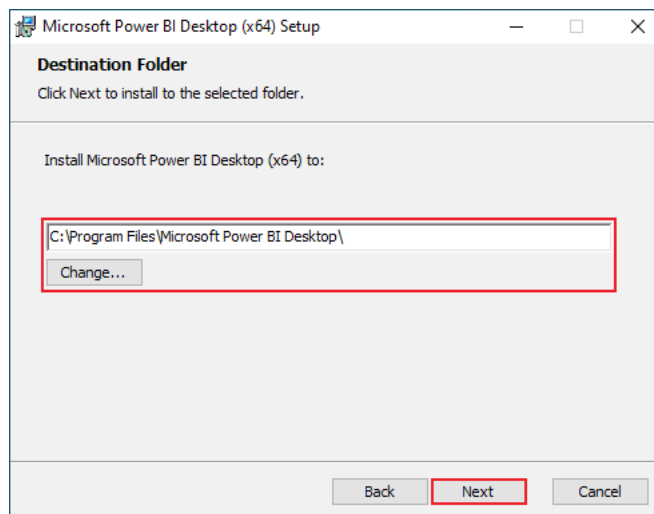 Microsoft Power BI Desktop (x64) Setup
Destination Folder
Click Next to install to the selected folder.
Install Microsoft Power BI Desktop (x64) to:
C:\Program Files\Microsoft Power BI Desktop\
Change...
Back Next Cancel